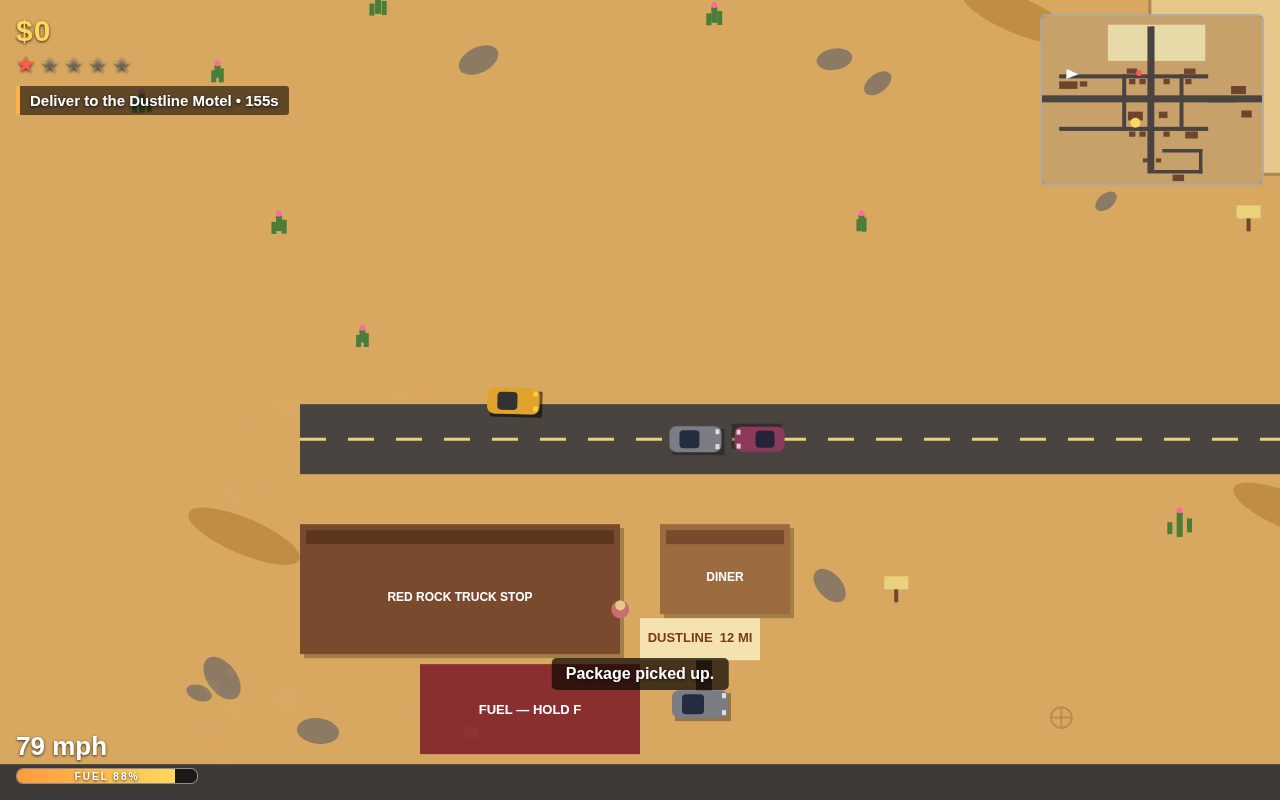 $0
Deliver to the Dustline Motel • 155s
RED ROCK TRUCK STOP
DINER
DUSTLINE 12 MI
Package picked up.
FUEL — HOLD F
79 mph
FUEL 88%